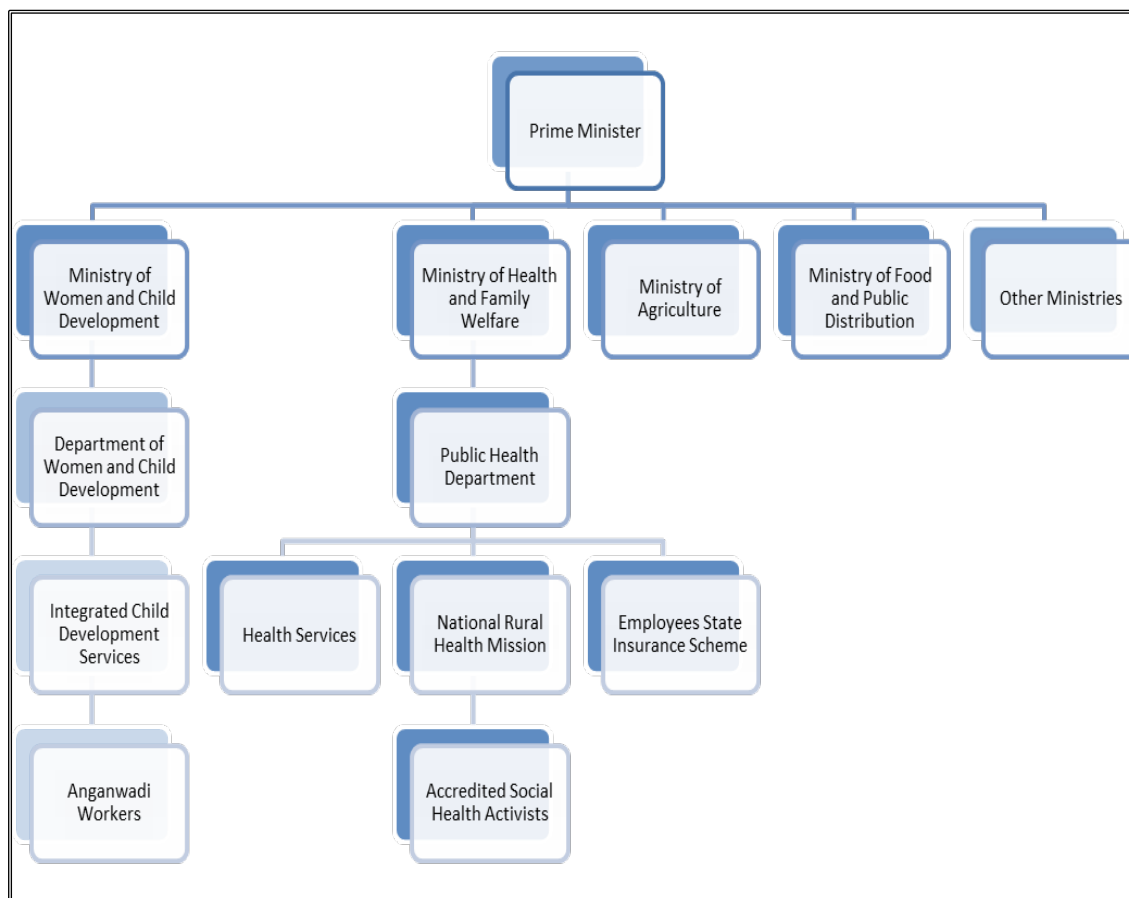 Prime Minister
Ministry of
Women and Child
Development
Ministry of Health
and Family
Welfare
Ministry of
Agriculture
Ministry of Food
and Public
Distribution
Other Ministries
Department of
Women and Child
Development
Public Health
Department
Integrated Child
Development
Services
Health Services
National Rural
Health Mission
Employees State
Insurance Scheme
Anganwadi
Workers
Accredited Social
Health Activists